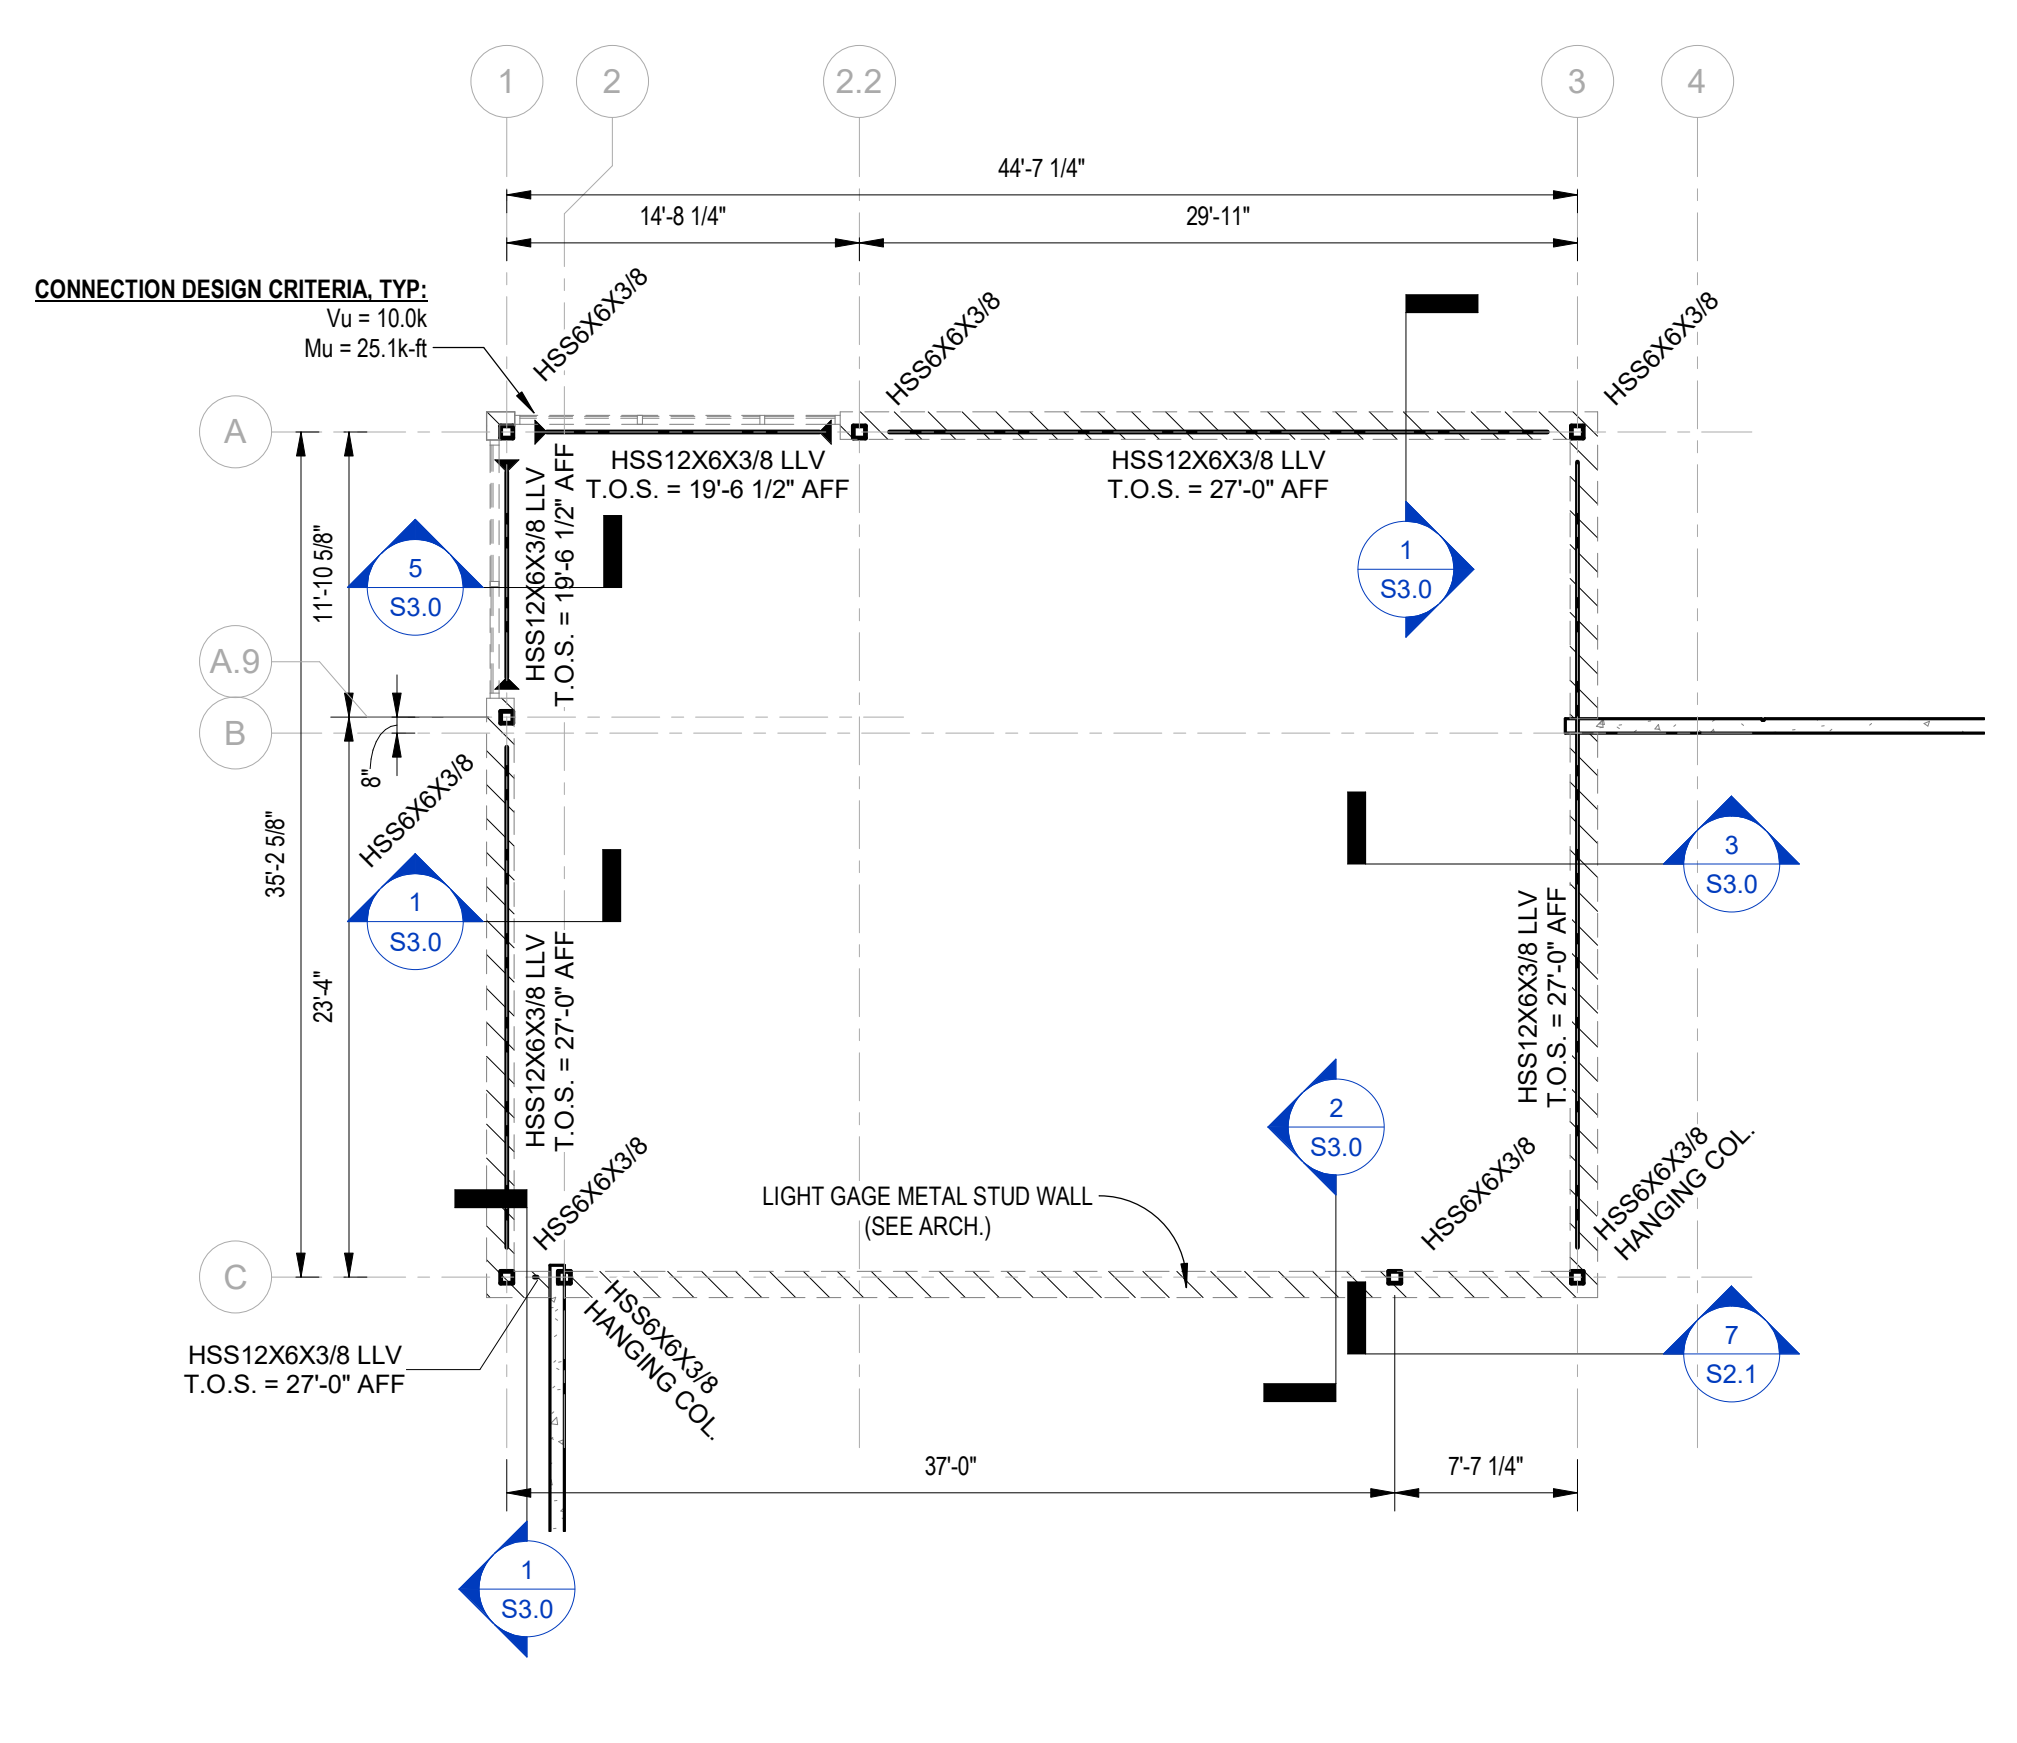 1
2
2.2
3
4
44'-7 1/4"
14'-8 1/4"
29'-11"
CONNECTION DESIGN CRITERIA, TYP:
Vu = 10.0k
Mu = 25.1k-ft
HSS6X6X3/8
HSS6X6X3/8
HSS6X6X3/8
A
HSS12X6X3/8 LLV
T.O.S. = 19'-6 1/2" AFF
HSS12X6X3/8 LLV
T.O.S. = 27'-0" AFF
HSS12X6X3/8 LLV
T.O.S. = 19'-6 1/2" AFF
11'-10 5/8"
5
S3.0
1
S3.0
A.9
B
8"
HSS6X6X3/8
35'-2 5/8"
23'-4"
1
S3.0
3
S3.0
HSS12X6X3/8 LLV
T.O.S. = 27'-0" AFF
HSS12X6X3/8 LLV
T.O.S. = 27'-0" AFF
2
S3.0
HSS6X6X3/8
LIGHT GAGE METAL STUD WALL
(SEE ARCH.)
HSS6X6X3/8
HSS6X6X3/8
HANGING COL.
C
HSS6X6X3/8
HANGING COL.
HSS12X6X3/8 LLV
T.O.S. = 27'-0" AFF
7
S2.1
37'-0"
7'-7 1/4"
1
S3.0